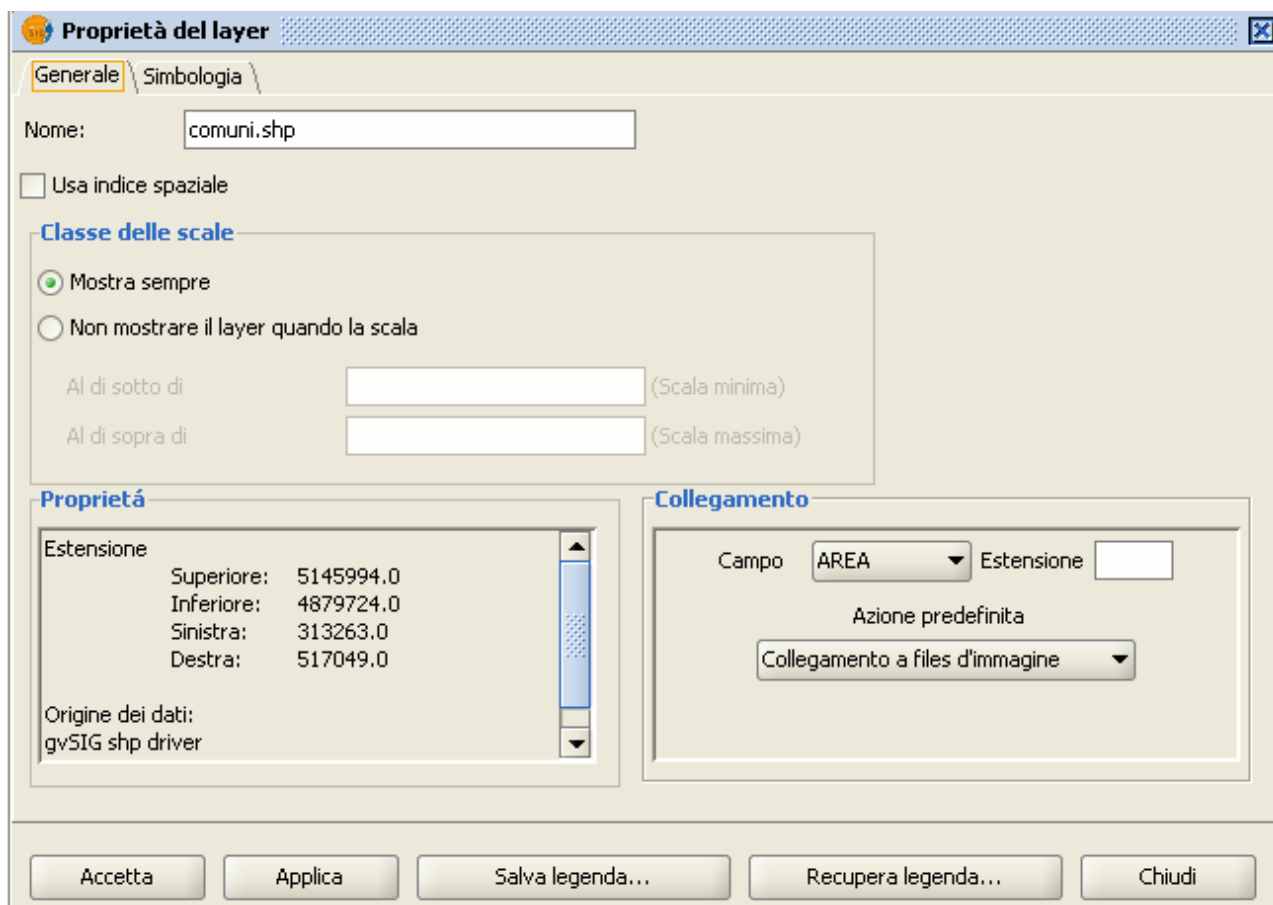 Proprietà del layer
Generale Simbologia
Nome: comuni.shp
Usa indice spaziale
Classe delle scale
Mostra sempre
Non mostrare il layer quando la scala
Al di sotto di (Scala minima)
Al di sopra di (Scala massima)
Proprietá
Estensione
Superiore: 5145994.0
Inferiore: 4879724.0
Sinistra: 313263.0
Destra: 517049.0
Origine dei dati:
gvSIG shp driver
Collegamento
Campo AREA Estensione
Azione predefinita
Collegamento a files d'immagine
Accetta Applica Salva legenda... Recupera legenda... Chiudi